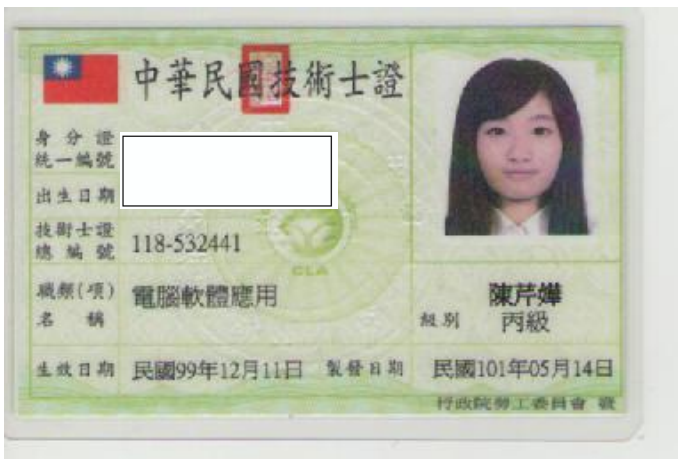 中華民國技術士證
身分證
統一編號
出生日期
技術士證
總編號
118-532441
CLA
職類(項)
名稱
電腦軟體應用
陳芹嬅
級別 丙級
生效日期 民國99年12月11日 製發日期 民國101年05月14日
行政院勞工委員會 發